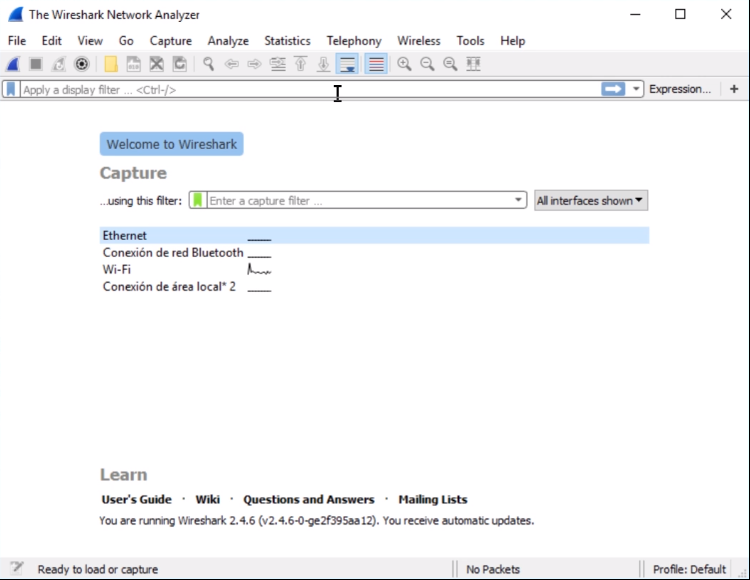 The Wireshark Network Analyzer
File Edit View Go Capture Analyze Statistics Telephony Wireless Tools Help
Apply a display filter ... <Ctrl-/> Expression... +
Welcome to Wireshark
Capture
...using this filter: Enter a capture filter ... All interfaces shown
Ethernet
Conexión de red Bluetooth
Wi-Fi
Conexión de área local* 2
Learn
User's Guide · Wiki · Questions and Answers · Mailing Lists
You are running Wireshark 2.4.6 (v2.4.6-0-ge2f395aa12). You receive automatic updates.
Ready to load or capture No Packets Profile: Default